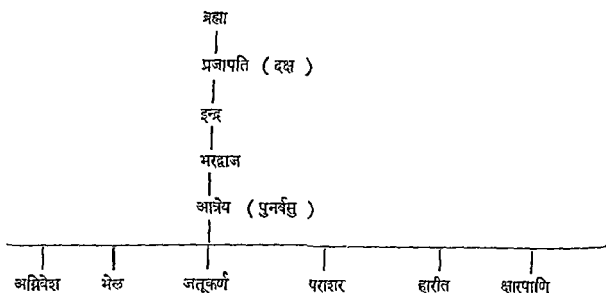 ब्रह्मा
प्रजापति ( दक्ष )
इन्द्र
भरद्वाज
आत्रेय ( पुनर्वसु )
अग्निवेश भेल जतूकर्ण पराशर हारीत क्षारपाणि